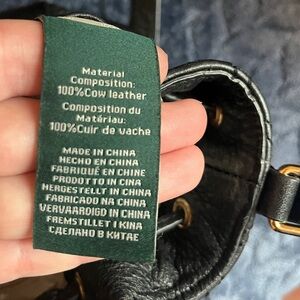 Material
Composition:
100%Cow leather
Composition du
Matériau:
100%Cuir de vache
MADE IN CHINA
HECHO EN CHINA
FABRIQUÉ EN CHINE
PRODOTTO IN CINA
HERGESTELLT IN CHINA
FABRICADO NA CHINA
VERVAARDIGD IN CHINA
FREMSTILLET I KINA
СДЕЛАНО В КИТАЕ